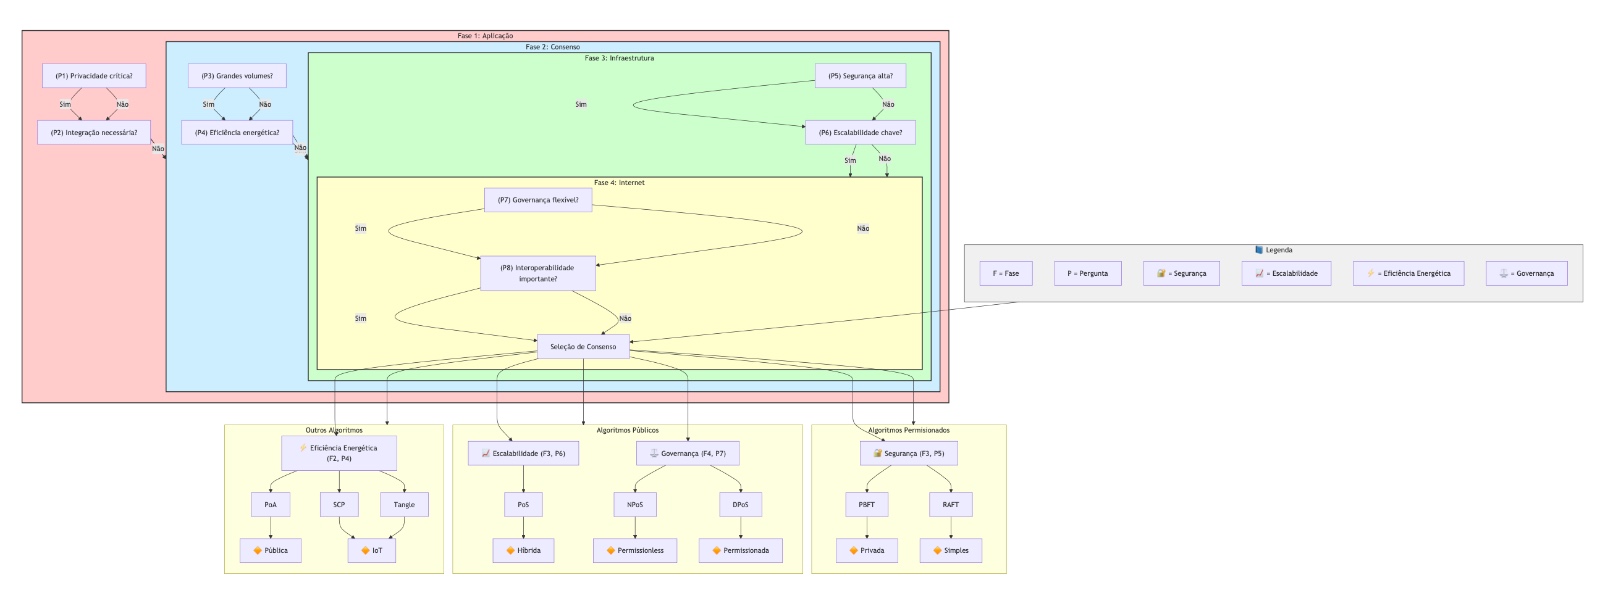 Fase 1: Aplicação
Fase 2: Consenso
Fase 3: Infraestrutura
(P1) Privacidade crítica?
(P3) Grandes volumes?
(P5) Segurança alta?
Sim
Não
Sim
Não
Sim
Não
(P2) Integração necessária?
(P4) Eficiência energética?
(P6) Escalabilidade chave?
Não
Não
Sim
Não
Fase 4: Internet
(P7) Governança flexível?
Sim
Não
(P8) Interoperabilidade
importante?
Sim
Não
Seleção de Consenso
Legenda
F = Fase
P = Pergunta
= Segurança
= Escalabilidade
= Eficiência Energética
= Governança
Outros Algoritmos
Eficiência Energética
(F2, P4)
PoA
SCP
Tangle
Pública
IoT
Algoritmos Públicos
Escalabilidade (F3, P6)
Governança (F4, P7)
PoS
NPoS
DPoS
Híbrida
Permissionless
Permissionada
Algoritmos Permisionados
Segurança (F3, P5)
PBFT
RAFT
Privada
Simples